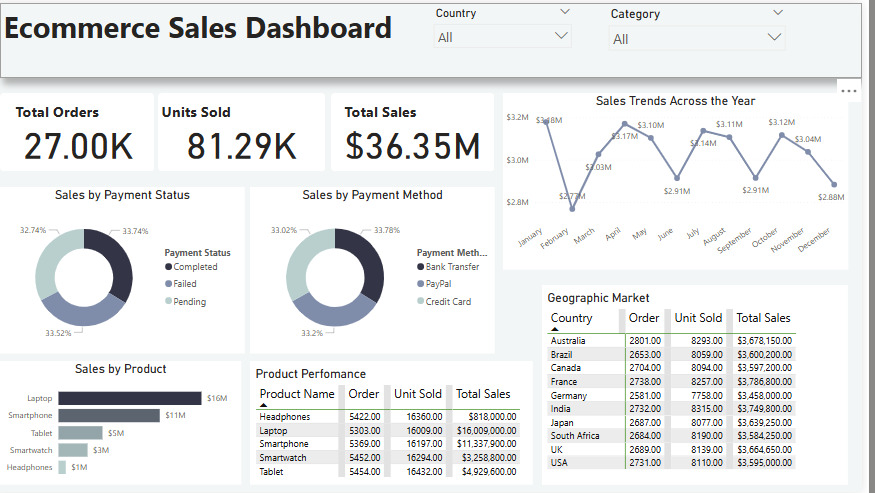 Ecommerce Sales Dashboard
Country
All
Category
All
Total Orders
27.00K
Units Sold
81.29K
Total Sales
$36.35M
Sales Trends Across the Year
$3.2M
$3.0M
$2.8M
$3.18M
$2.77M
$3.03M
$3.17M
$3.10M
$2.91M
$3.14M
$3.11M
$2.91M
$3.12M
$3.04M
$2.88M
January
February
March
April
May
June
July
August
September
October
November
December
Sales by Payment Status
32.74%
33.74%
33.52%
Payment Status
Completed
Failed
Pending
Sales by Payment Method
33.02%
33.78%
33.2%
Payment Meth...
Bank Transfer
PayPal
Credit Card
Sales by Product
Laptop $16M
Smartphone $11M
Tablet $5M
Smartwatch $3M
Headphones $1M
Product Perfomance
Product Name Order Unit Sold Total Sales
Headphones 5422.00 16360.00 $818,000.00
Laptop 5303.00 16009.00 $16,009,000.00
Smartphone 5369.00 16197.00 $11,337,900.00
Smartwatch 5452.00 16294.00 $3,258,800.00
Tablet 5454.00 16432.00 $4,929,600.00
Geographic Market
Country Order Unit Sold Total Sales
Australia 2801.00 8293.00 $3,678,150.00
Brazil 2653.00 8059.00 $3,600,200.00
Canada 2704.00 8094.00 $3,597,200.00
France 2738.00 8257.00 $3,786,800.00
Germany 2581.00 7758.00 $3,458,000.00
India 2732.00 8315.00 $3,749,800.00
Japan 2687.00 8077.00 $3,639,250.00
South Africa 2684.00 8190.00 $3,584,250.00
UK 2689.00 8139.00 $3,664,650.00
USA 2731.00 8110.00 $3,595,000.00